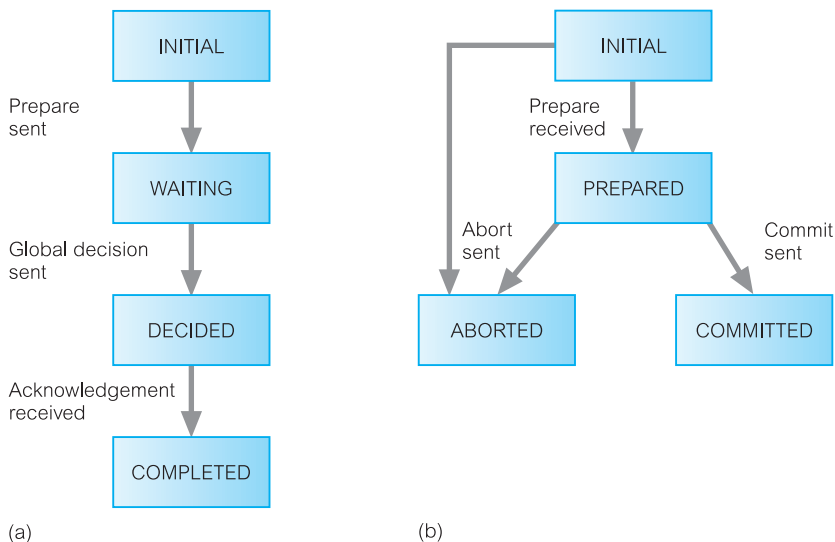 INITIAL
Prepare
sent
WAITING
Global decision
sent
DECIDED
Acknowledgement
received
COMPLETED
(a)
INITIAL
Prepare
received
PREPARED
Abort
sent
Commit
sent
ABORTED
COMMITTED
(b)